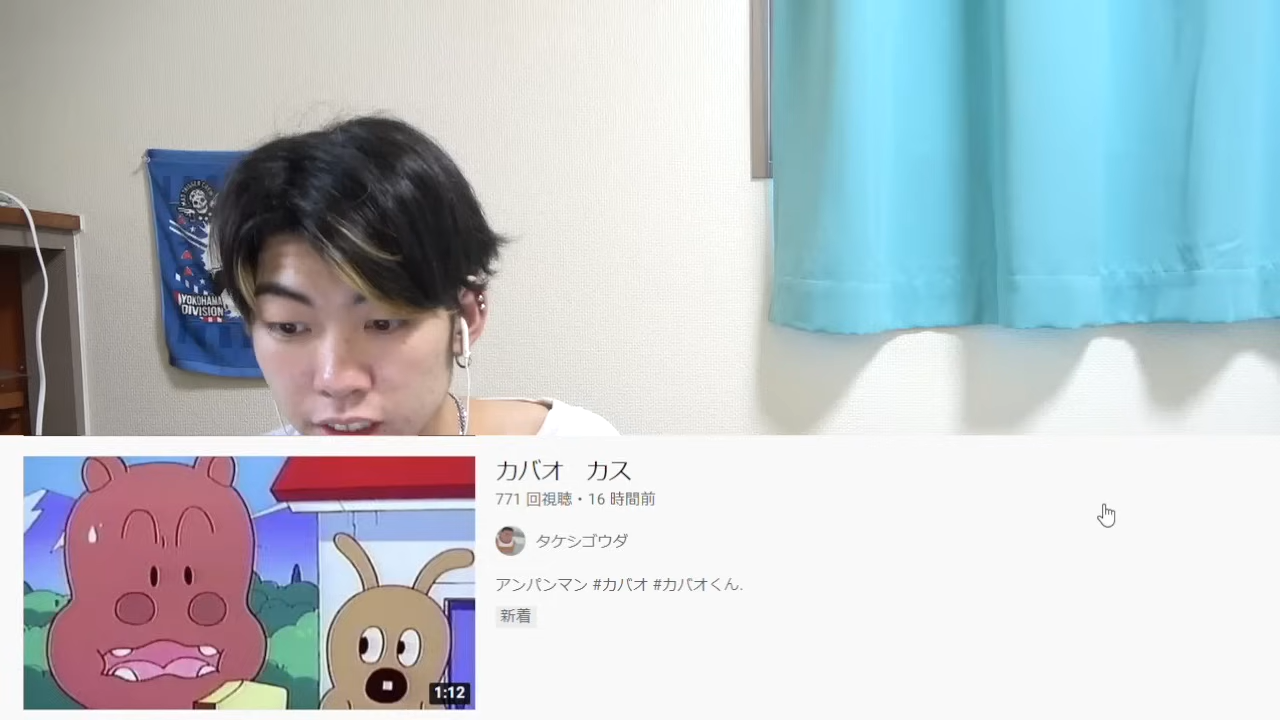 YOKOHAMA
DIVISION
カバオ　カス
771 回視聴・16 時間前
タケシゴウダ
アンパンマン #カバオ #カバオくん.
新着
1:12